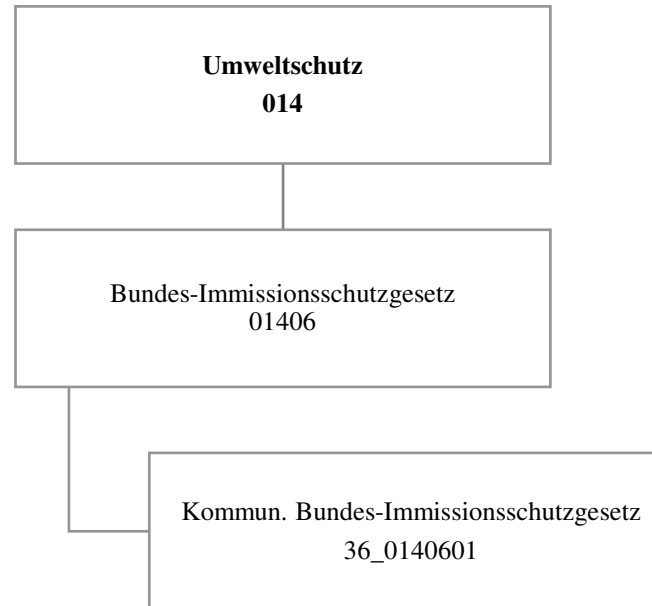 Umweltschutz
014
Bundes-Immissionsschutzgesetz
01406
Kommun. Bundes-Immissionsschutzgesetz
36_0140601